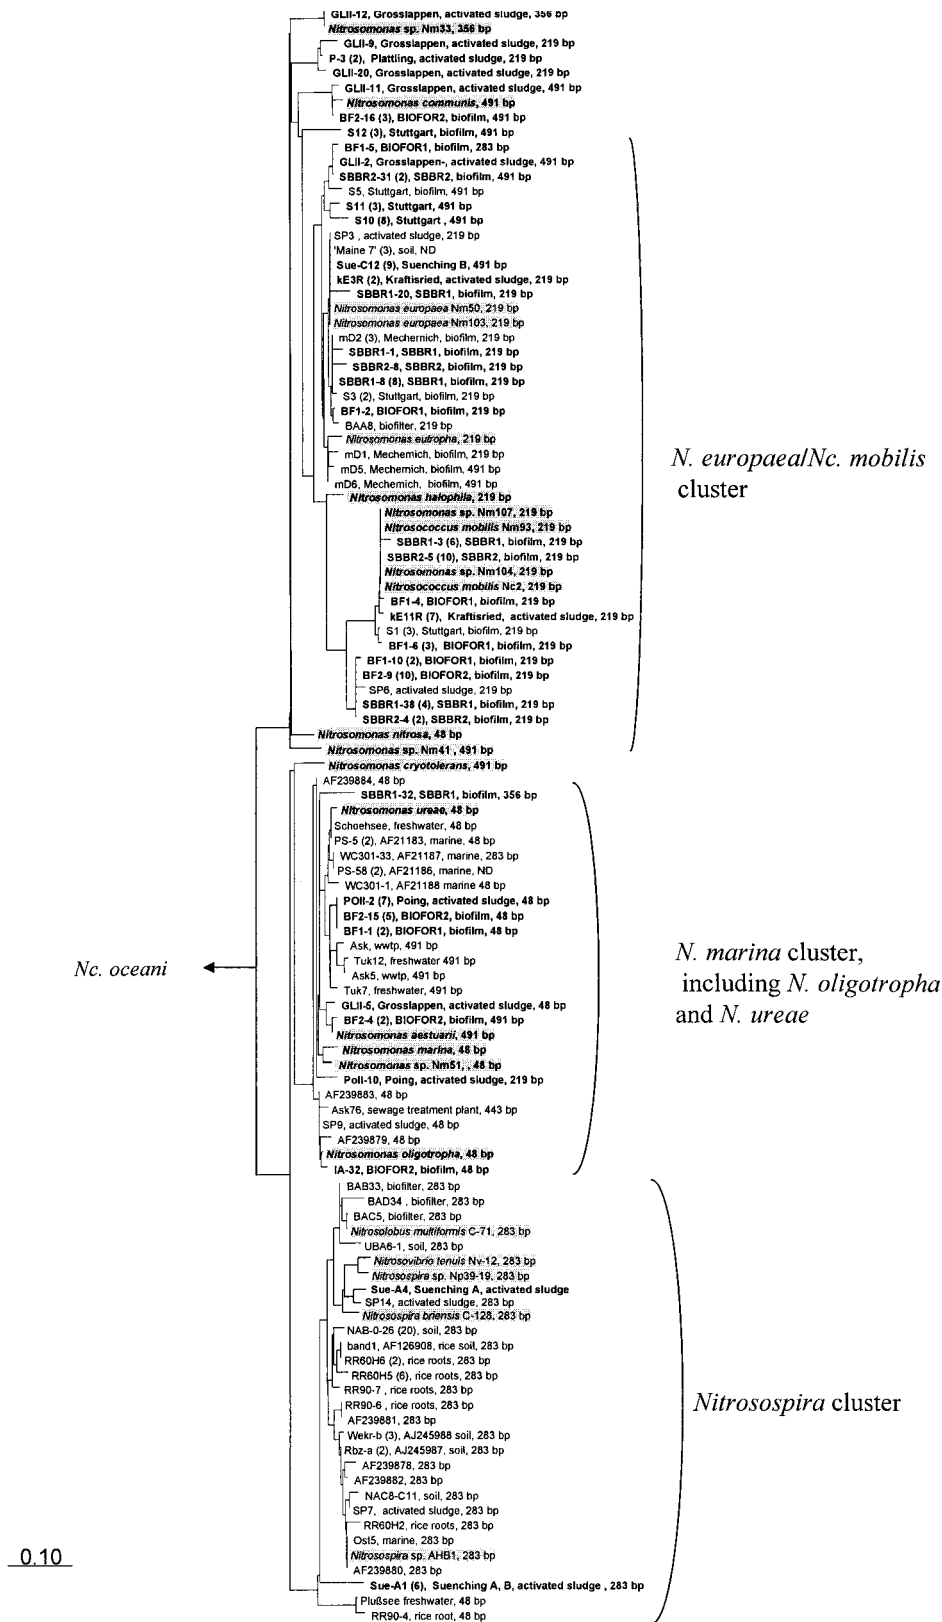 GLII-12, Grosslappen, activated sludge, 356 bp
Nitrosomonas sp. Nm33, 356 bp
GLII-9, Grosslappen, activated sludge, 219 bp
P-3 (2), Plattling, activated sludge, 219 bp
GLII-20, Grosslappen, activated sludge, 219 bp
GLII-11, Grosslappen, activated sludge, 491 bp
Nitrosomonas communis, 491 bp
BF2-16 (3), BIOFOR2, biofilm, 491 bp
S12 (3), Stuttgart, biofilm, 491 bp
BF1-5, BIOFOR1, biofilm, 283 bp
GLII-2, Grosslappen-, activated sludge, 491 bp
SBBR2-31 (2), SBBR2, biofilm, 491 bp
S5, Stuttgart, biofilm, 491 bp
S11 (3), Stuttgart, 491 bp
S10 (8), Stuttgart , 491 bp
SP3 , activated sludge, 219 bp
'Maine 7' (3), soil, ND
Sue-C12 (9), Suenching B, 491 bp
kE3R (2), Kraftisried, activated sludge, 219 bp
SBBR1-20, SBBR1, biofilm, 219 bp
Nitrosomonas europaea Nm50, 219 bp
Nitrosomonas europaea Nm103, 219 bp
mD2 (3), Mechernich, biofilm, 219 bp
SBBR1-1, SBBR1, biofilm, 219 bp
SBBR2-8, SBBR2, biofilm, 219 bp
SBBR1-8 (8), SBBR1, biofilm, 219 bp
S3 (2), Stuttgart, biofilm, 219 bp
BF1-2, BIOFOR1, biofilm, 219 bp
BAA8, biofilter, 219 bp
Nitrosomonas eutropha, 219 bp
mD1, Mechernich, biofilm, 219 bp
mD5, Mechernich, biofilm, 491 bp
mD6, Mechernich, biofilm, 491 bp
Nitrosomonas halophila, 219 bp
Nitrosomonas sp. Nm107, 219 bp
Nitrosococcus mobilis Nm93, 219 bp
SBBR1-3 (6), SBBR1, biofilm, 219 bp
SBBR2-5 (10), SBBR2, biofilm, 219 bp
Nitrosomonas sp. Nm104, 219 bp
Nitrosococcus mobilis Nc2, 219 bp
BF1-4, BIOFOR1, biofilm, 219 bp
kE11R (7), Kraftisried, activated sludge, 219 bp
S1 (3), Stuttgart, biofilm, 219 bp
BF1-6 (3), BIOFOR1, biofilm, 219 bp
BF1-10 (2), BIOFOR1, biofilm, 219 bp
BF2-9 (10), BIOFOR2, biofilm, 219 bp
SP6, activated sludge, 219 bp
SBBR1-38 (4), SBBR1, biofilm, 219 bp
SBBR2-4 (2), SBBR2, biofilm, 219 bp
Nitrosomonas nitrosa, 48 bp
Nitrosomonas sp. Nm41 , 491 bp
N. europaea/Nc. mobilis
cluster
Nitrosomonas cryotolerans, 491 bp
AF239884, 48 bp
SBBR1-32, SBBR1, biofilm, 356 bp
Nitrosomonas ureae, 48 bp
Schoehsee, freshwater, 48 bp
PS-5 (2), AF21183, marine, 48 bp
WC301-33, AF21187, marine, 283 bp
PS-58 (2), AF21186, marine, ND
WC301-1, AF21188 marine 48 bp
POII-2 (7), Poing, activated sludge, 48 bp
BF2-15 (5), BIOFOR2, biofilm, 48 bp
BF1-1 (2), BIOFOR1, biofilm, 48 bp
Ask, wwtp, 491 bp
Tuk12, freshwater 491 bp
Ask5, wwtp, 491 bp
Tuk7, freshwater, 491 bp
GLII-5, Grosslappen, activated sludge, 48 bp
BF2-4 (2), BIOFOR2, biofilm, 491 bp
Nitrosomonas aestuarii, 491 bp
Nitrosomonas marina, 48 bp
Nitrosomonas sp. Nm51, , 48 bp
PoII-10, Poing, activated sludge, 219 bp
AF239883, 48 bp
Ask76, sewage treatment plant, 443 bp
SP9, activated sludge, 48 bp
AF239879, 48 bp
Nitrosomonas oligotropha, 48 bp
IA-32, BIOFOR2, biofilm, 48 bp
N. marina cluster,
including N. oligotropha
and N. ureae
Nc. oceani
BAB33, biofilter, 283 bp
BAD34 , biofilter, 283 bp
BAC5, biofilter, 283 bp
Nitrosolobus multiformis C-71, 283 bp
UBA6-1, soil, 283 bp
Nitrosovibrio tenuis Nv-12, 283 bp
Nitrosospira sp. Np39-19, 283 bp
Sue-A4, Suenching A, activated sludge
SP14, activated sludge, 283 bp
Nitrosospira briensis C-128, 283 bp
NAB-0-26 (20), soil, 283 bp
band1, AF126908, rice soil, 283 bp
RR60H6 (2), rice roots, 283 bp
RR60H5 (6), rice roots, 283 bp
RR90-7 , rice roots, 283 bp
RR90-6 , rice roots, 283 bp
AF239881, 283 bp
Wekr-b (3), AJ245988 soil, 283 bp
Rbz-a (2), AJ245987, soil, 283 bp
AF239878, 283 bp
AF239882, 283 bp
NAC8-C11, soil, 283 bp
SP7, activated sludge, 283 bp
RR60H2, rice roots, 283 bp
Ost5, marine, 283 bp
Nitrosospira sp. AHB1, 283 bp
AF239880, 283 bp
Sue-A1 (6), Suenching A, B, activated sludge , 283 bp
Plußsee freshwater, 48 bp
RR90-4, rice root, 48 bp
Nitrosospira cluster
0.10